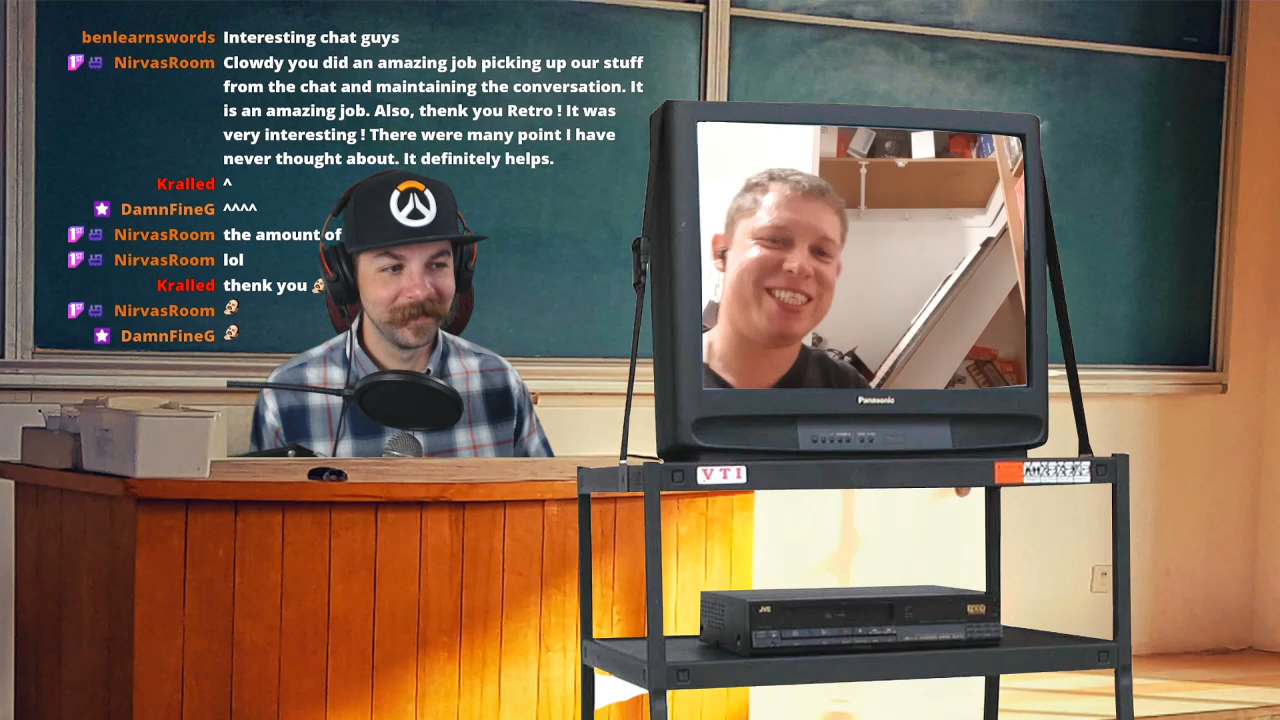 benlearnswords Interesting chat guys
NirvasRoom Clowdy you did an amazing job picking up our stuff
from the chat and maintaining the conversation. It
is an amazing job. Also, thenk you Retro ! It was
very interesting ! There were many point I have
never thought about. It definitely helps.
Kralled ^
DamnFineG ^^^^
NirvasRoom the amount of
NirvasRoom lol
Kralled thenk you
NirvasRoom
DamnFineG
Panasonic
VTI
JVC